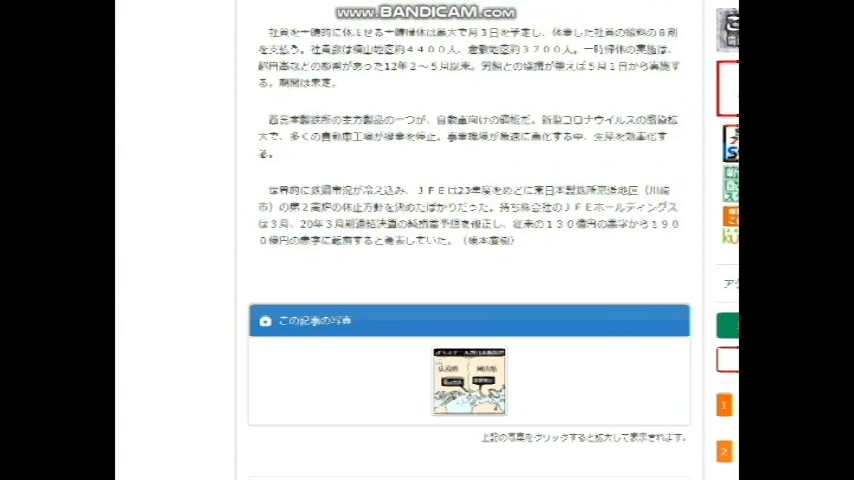 www.BANDICAM.com
社員を一時的に休ませる一時帰休は最大で月3日を予定し、休業した社員の給料の8割
を支払う。社員数は福山地区約4400人、倉敷地区約3700人。一時帰休の実施は、
超円高などの影響があった12年2~5月以来。労組との協議が整えば5月1日から実施す
る。期間は未定。
西日本製鉄所の主力製品の一つが、自動車向けの鋼板だ。新型コロナウイルスの感染拡
大で、多くの自動車工場が操業を停止。事業環境が急速に悪化する中、生産を効率化す
る。
世界的に鉄鋼市況が冷え込み、JFEは23年度をめどに東日本製鉄所京浜地区(川崎
市)の第2高炉の休止方針を決めたばかりだった。持ち株会社のJFEホールディングス
は3月、20年3月期連結決算の純損益予想を修正し、従来の130億円の黒字から190
0億円の赤字に転落すると発表していた。(橋本直樹)
この記事の写真
上記の写真をクリックすると拡大して表示されます。
1
2